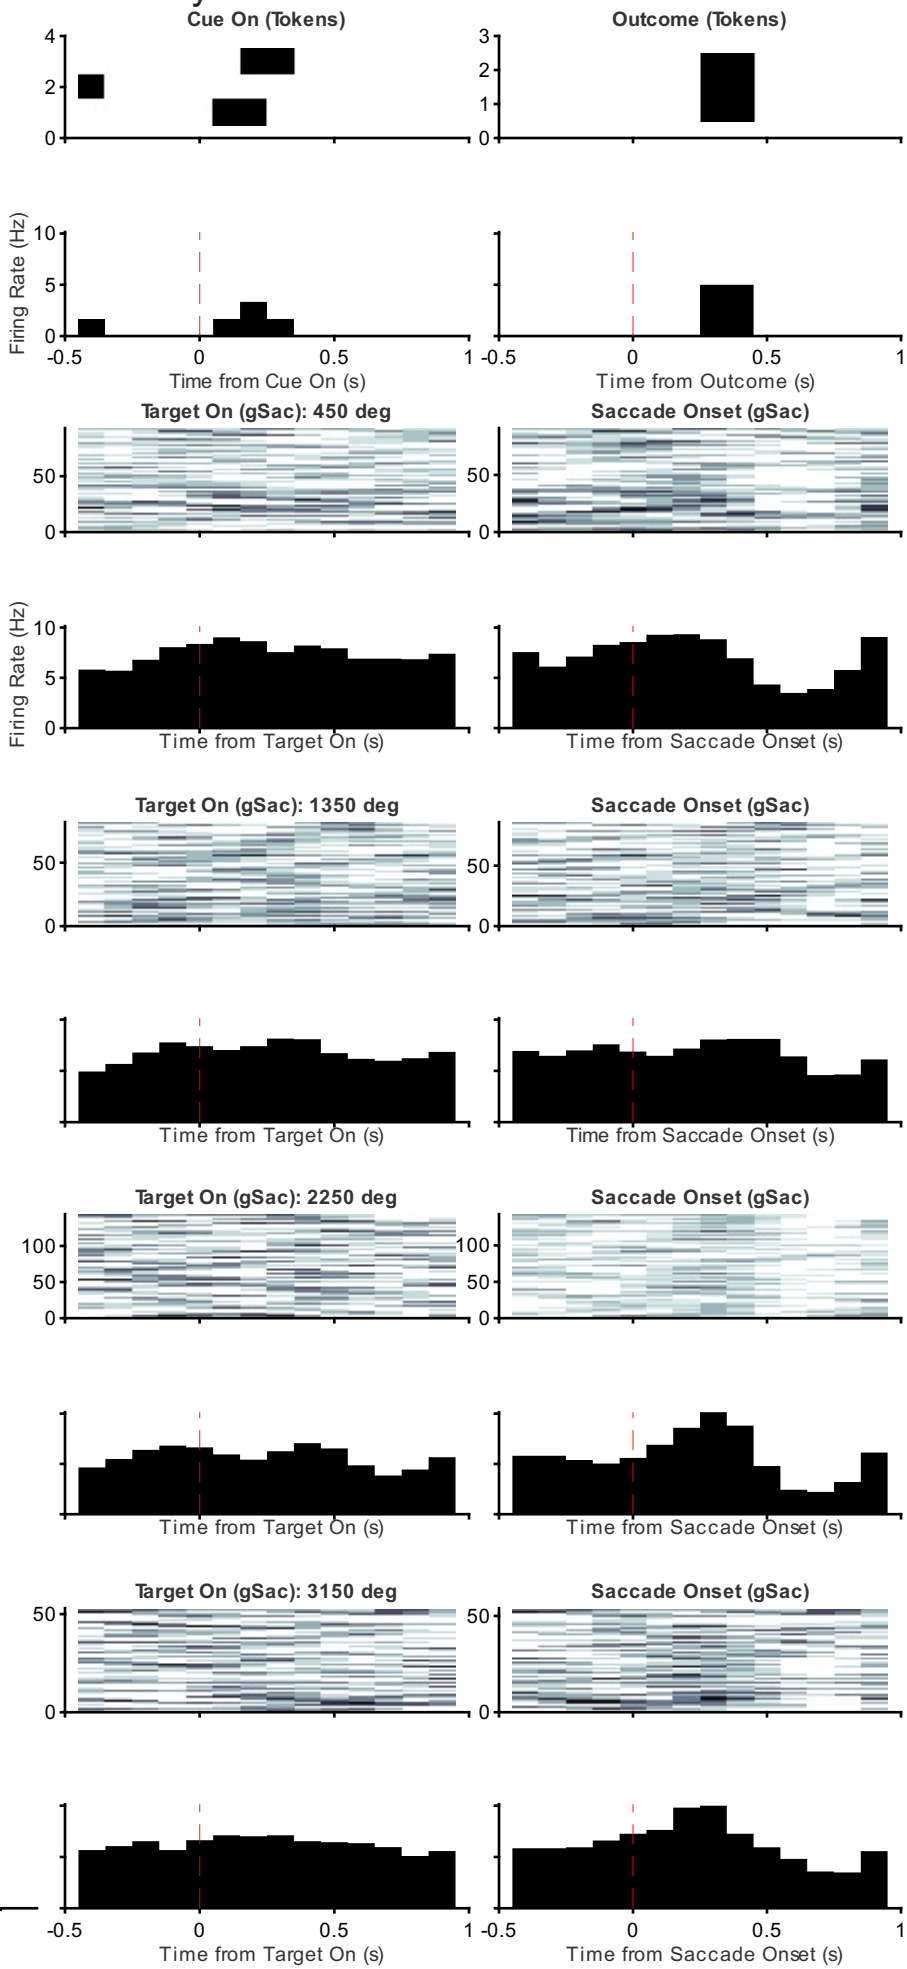 Cue On (Tokens) Outcome (Tokens)
4 3
2 2
1
0 0
10
5
0
Firing Rate (Hz)
-0.5 0 0.5 1 -0.5 0 0.5 1
Time from Cue On (s) Time from Outcome (s)
Target On (gSac): 450 deg Saccade Onset (gSac)
50 50
0 0
10
5
0
Firing Rate (Hz)
Time from Target On (s) Time from Saccade Onset (s)
Target On (gSac): 1350 deg Saccade Onset (gSac)
50 50
0 0
Time from Target On (s) Time from Saccade Onset (s)
Target On (gSac): 2250 deg Saccade Onset (gSac)
100 100
50 50
0 0
Time from Target On (s) Time from Saccade Onset (s)
Target On (gSac): 3150 deg Saccade Onset (gSac)
50 50
0 0
-0.5 0 0.5 1 -0.5 0 0.5 1
Time from Target On (s) Time from Saccade Onset (s)